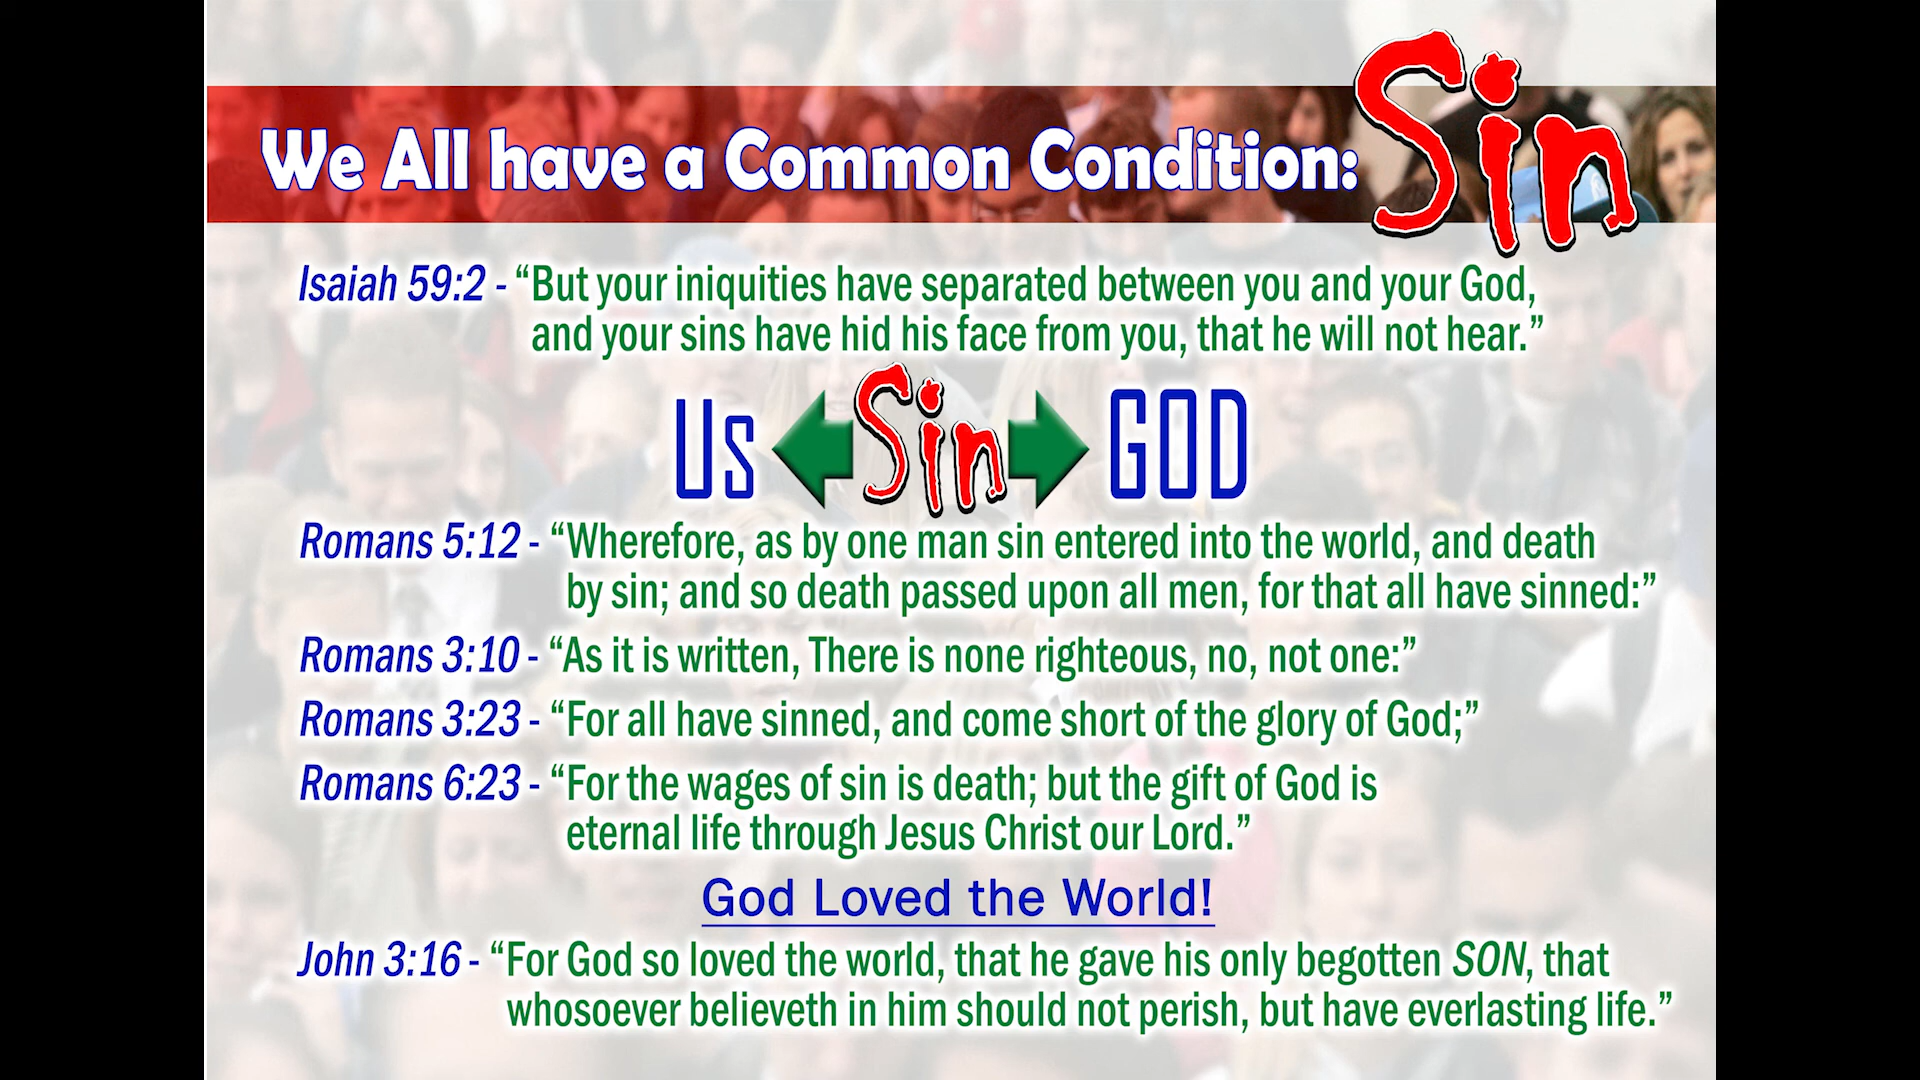 We All have a Common Condition: Sin
Isaiah 59:2 - “But your iniquities have separated between you and your God,
and your sins have hid his face from you, that he will not hear.”
Us Sin GOD
Romans 5:12 - “Wherefore, as by one man sin entered into the world, and death
by sin; and so death passed upon all men, for that all have sinned:”
Romans 3:10 - “As it is written, There is none righteous, no, not one:”
Romans 3:23 - “For all have sinned, and come short of the glory of God;”
Romans 6:23 - “For the wages of sin is death; but the gift of God is
eternal life through Jesus Christ our Lord.”
God Loved the World!
John 3:16 - “For God so loved the world, that he gave his only begotten SON, that
whosoever believeth in him should not perish, but have everlasting life.”